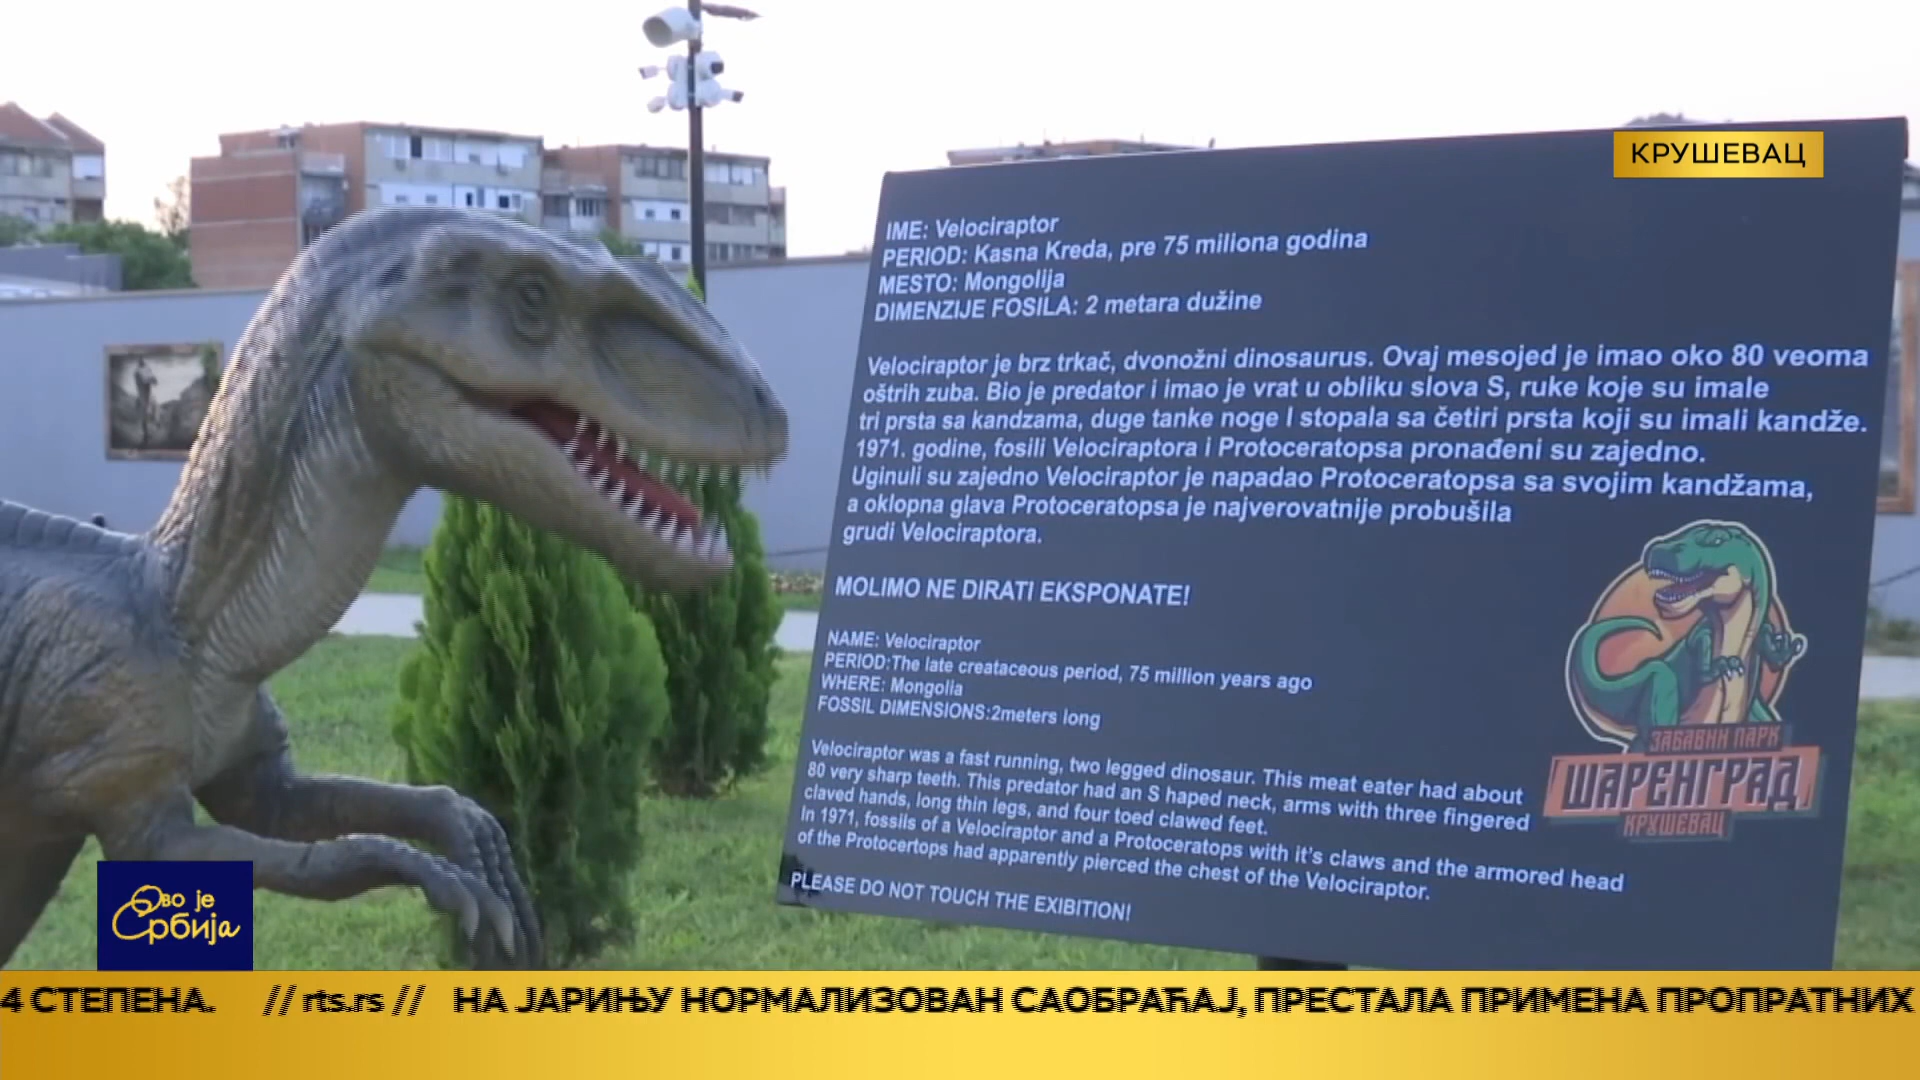 КРУШЕВАЦ
IME: Velociraptor
PERIOD: Kasna Kreda, pre 75 miliona godina
MESTO: Mongolija
DIMENZIJE FOSILA: 2 metara dužine
Velociraptor je brz trkač, dvonožni dinosaurus. Ovaj mesojed je imao oko 80 veoma
oštrih zuba. Bio je predator i imao je vrat u obliku slova S, ruke koje su imale
tri prsta sa kandzama, duge tanke noge I stopala sa četiri prsta koji su imali kandže.
1971. godine, fosili Velociraptora i Protoceratopsa pronađeni su zajedno.
Uginuli su zajedno Velociraptor je napadao Protoceratopsa sa svojim kandžama,
a oklopna glava Protoceratopsa je najverovatnije probušila
grudi Velociraptora.
MOLIMO NE DIRATI EKSPONATE!
NAME: Velociraptor
PERIOD:The late creataceous period, 75 million years ago
WHERE: Mongolia
FOSSIL DIMENSIONS:2meters long
Velociraptor was a fast running, two legged dinosaur. This meat eater had about
80 very sharp teeth. This predator had an S haped neck, arms with three fingered
claved hands, long thin legs, and four toed clawed feet.
In 1971, fossils of a Velociraptor and a Protoceratops with it's claws and the armored head
of the Protocertops had apparently pierced the chest of the Velociraptor.
PLEASE DO NOT TOUCH THE EXIBITION!
ЗАБАВНИ ПАРК
ШАРЕНГРАД
КРУШЕВАЦ
Ово је
Србија
4 СТЕПЕНА. // rts.rs // НА ЈАРИЊУ НОРМАЛИЗОВАН САОБРАЋАЈ, ПРЕСТАЛА ПРИМЕНА ПРОПРАТНИХ